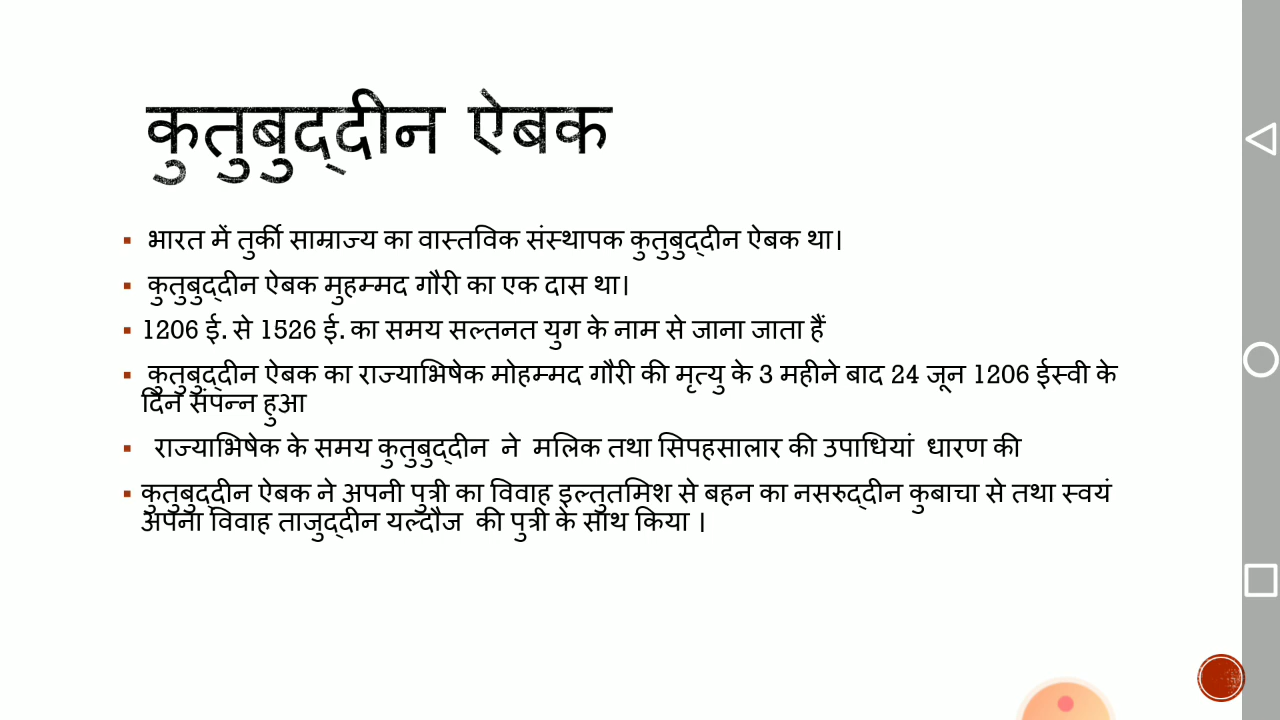 कुतुबुद्दीन ऐबक
भारत में तुर्की साम्राज्य का वास्तविक संस्थापक कुतुबुद्दीन ऐबक था।
कुतुबुद्दीन ऐबक मुहम्मद गौरी का एक दास था।
1206 ई. से 1526 ई. का समय सल्तनत युग के नाम से जाना जाता हैं
कुतुबुद्दीन ऐबक का राज्याभिषेक मोहम्मद गौरी की मृत्यु के 3 महीने बाद 24 जून 1206 ईस्वी के
दिन संपन्न हुआ
राज्याभिषेक के समय कुतुबुद्दीन ने मलिक तथा सिपहसालार की उपाधियां धारण की
कुतुबुद्दीन ऐबक ने अपनी पुत्री का विवाह इल्तुतमिश से बहन का नसरुद्दीन कुबाचा से तथा स्वयं
अपना विवाह ताजुद्दीन यल्दौज की पुत्री के साथ किया ।